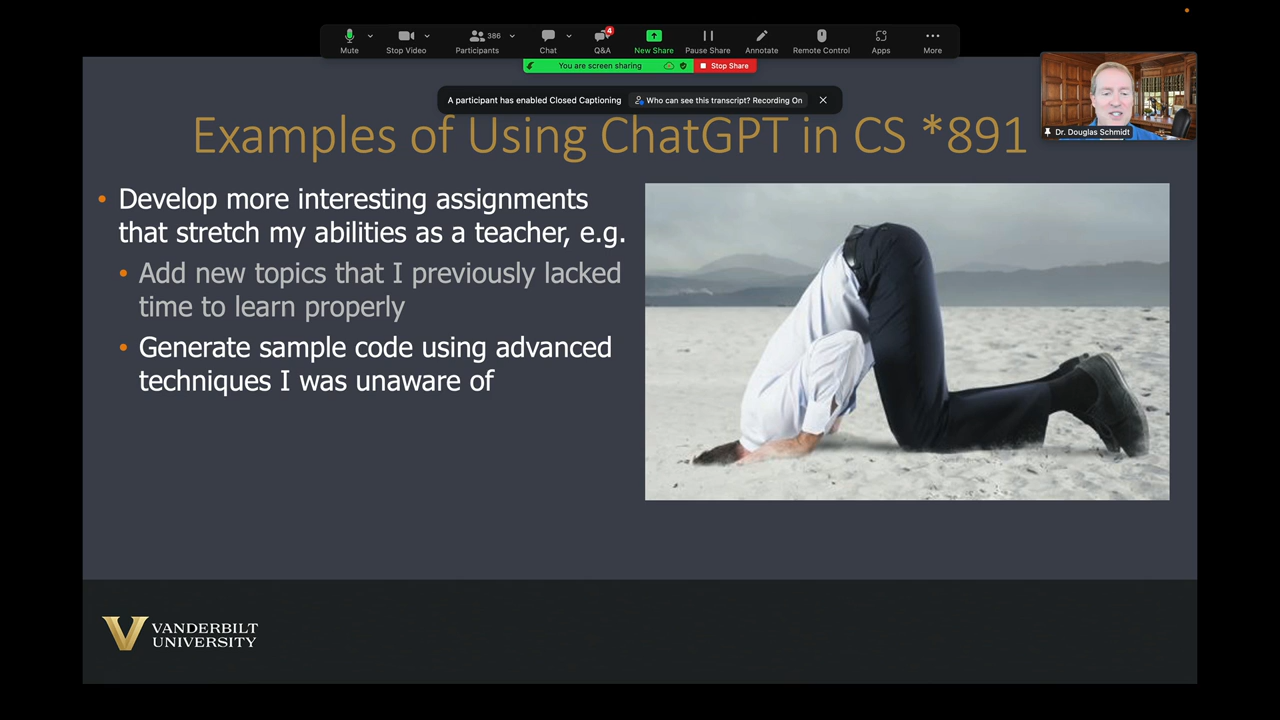 386
4
Mute
Stop Video
Participants
Chat
Q&A
New Share
Pause Share
Annotate
Remote Control
Apps
More
You are screen sharing
Stop Share
A participant has enabled Closed Captioning
Who can see this transcript? Recording On
Dr. Douglas Schmidt
Examples of Using ChatGPT in CS *891
• Develop more interesting assignments
that stretch my abilities as a teacher, e.g.
• Add new topics that I previously lacked
time to learn properly
• Generate sample code using advanced
techniques I was unaware of
V VANDERBILT
UNIVERSITY